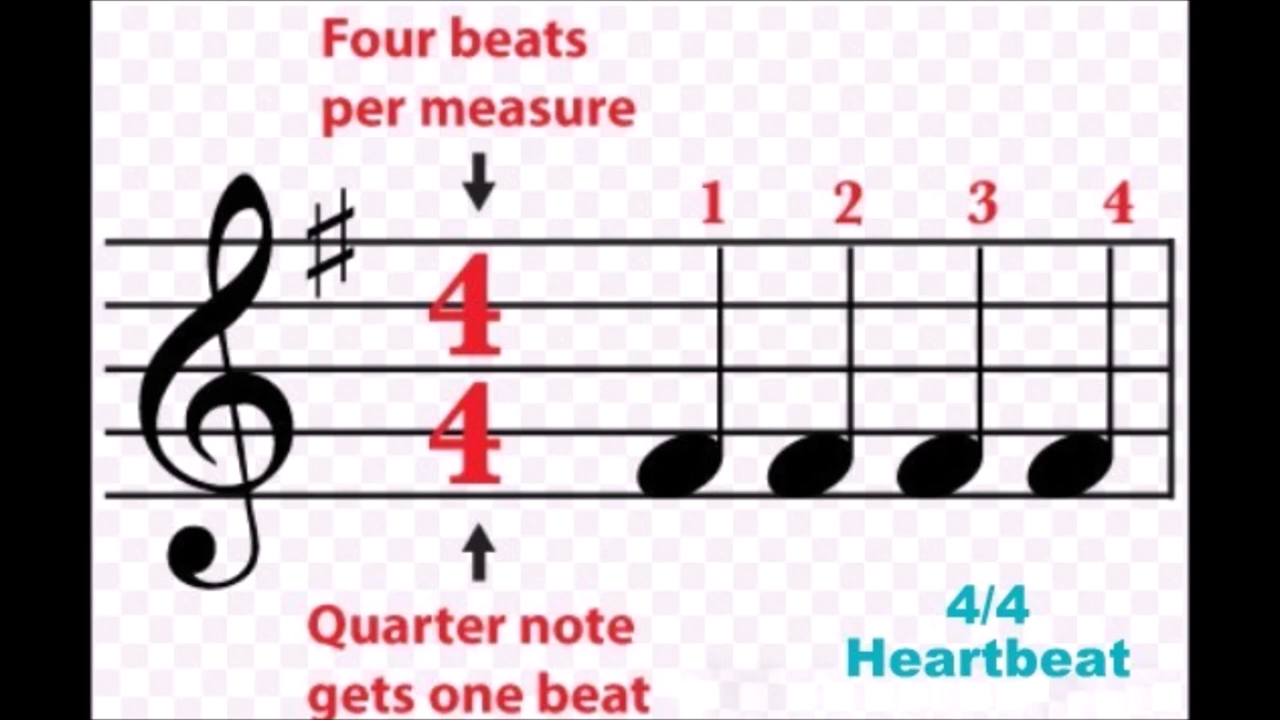 Four beats
per measure
1 2 3 4
4
4
Quarter note
gets one beat
4/4
Heartbeat